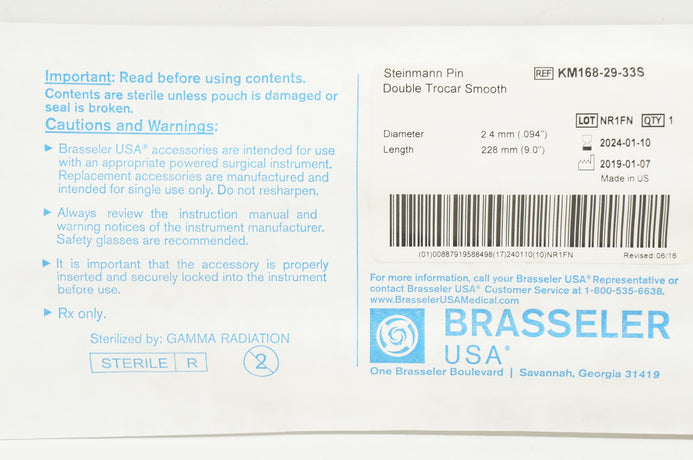 Important: Read before using contents.
Contents are sterile unless pouch is damaged or
seal is broken.
Cautions and Warnings:
▶ Brasseler USA® accessories are intended for use
with an appropriate powered surgical instrument.
Replacement accessories are manufactured and
intended for single use only. Do not resharpen.
▶ Always review the instruction manual and
warning notices of the instrument manufacturer.
Safety glasses are recommended.
▶ It is important that the accessory is properly
inserted and securely locked into the instrument
before use.
▶ Rx only.
Sterilized by: GAMMA RADIATION
STERILE R
2
Steinmann Pin REF KM168-29-33S
Double Trocar Smooth
LOT NR1FN QTY 1
Diameter 2.4 mm (.094")
Length 228 mm (9.0")
2024-01-10
2019-01-07
Made in US
(01)00887919588498(17)240110(10)NR1FN
Revised: 06/16
For more information, call your Brasseler USA® Representative or
contact Brasseler USA® Customer Service at 1-800-535-6638.
www.BrasselerUSAMedical.com
BRASSELER
USA®
One Brasseler Boulevard | Savannah, Georgia 31419